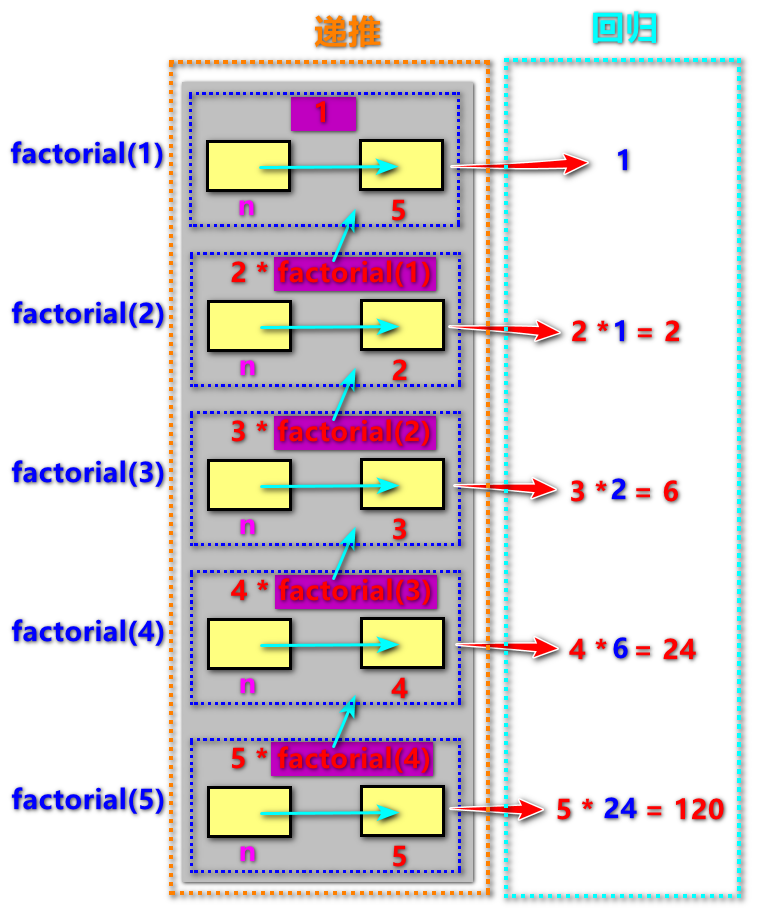 递推
回归
1
factorial(1)
1
n
5
2 * factorial(1)
factorial(2)
2 * 1 = 2
n
2
3 * factorial(2)
factorial(3)
3 * 2 = 6
n
3
4 * factorial(3)
factorial(4)
4 * 6 = 24
n
4
5 * factorial(4)
factorial(5)
5 * 24 = 120
n
5